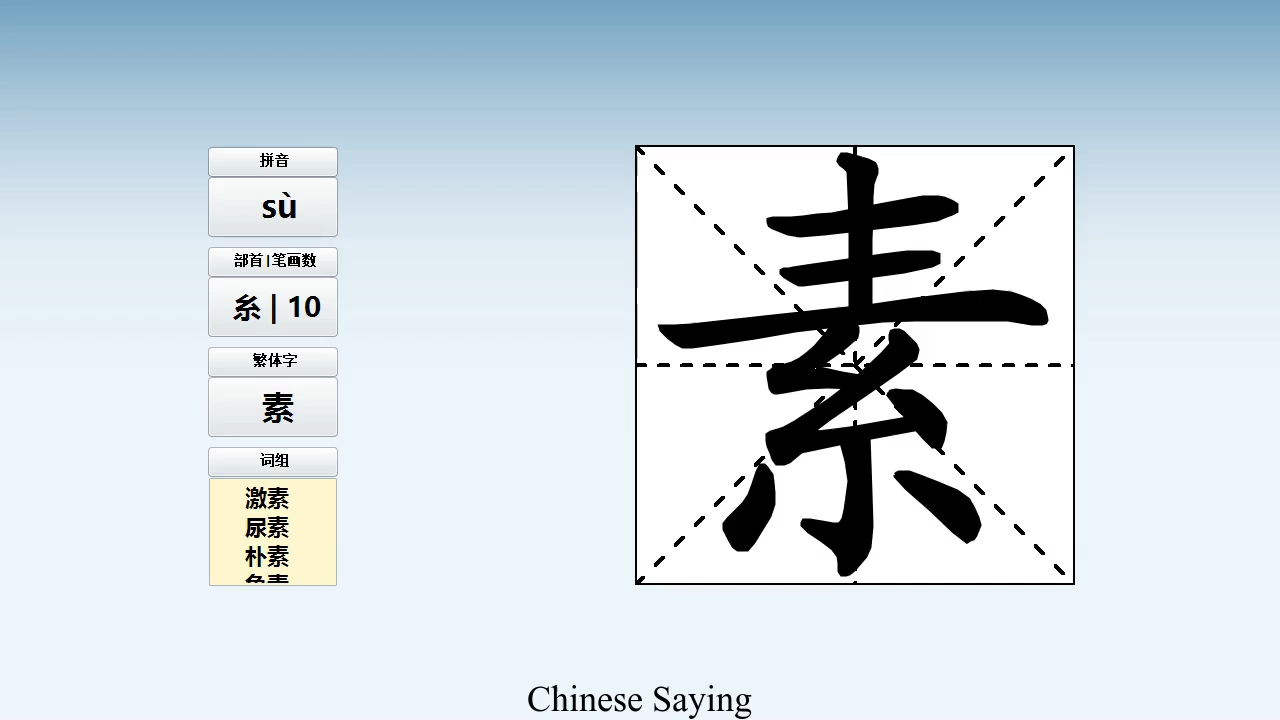 拼音
sù
部首|笔画数
糸 | 10
繁体字
素
词组
激素
尿素
朴素
素
Chinese Saying